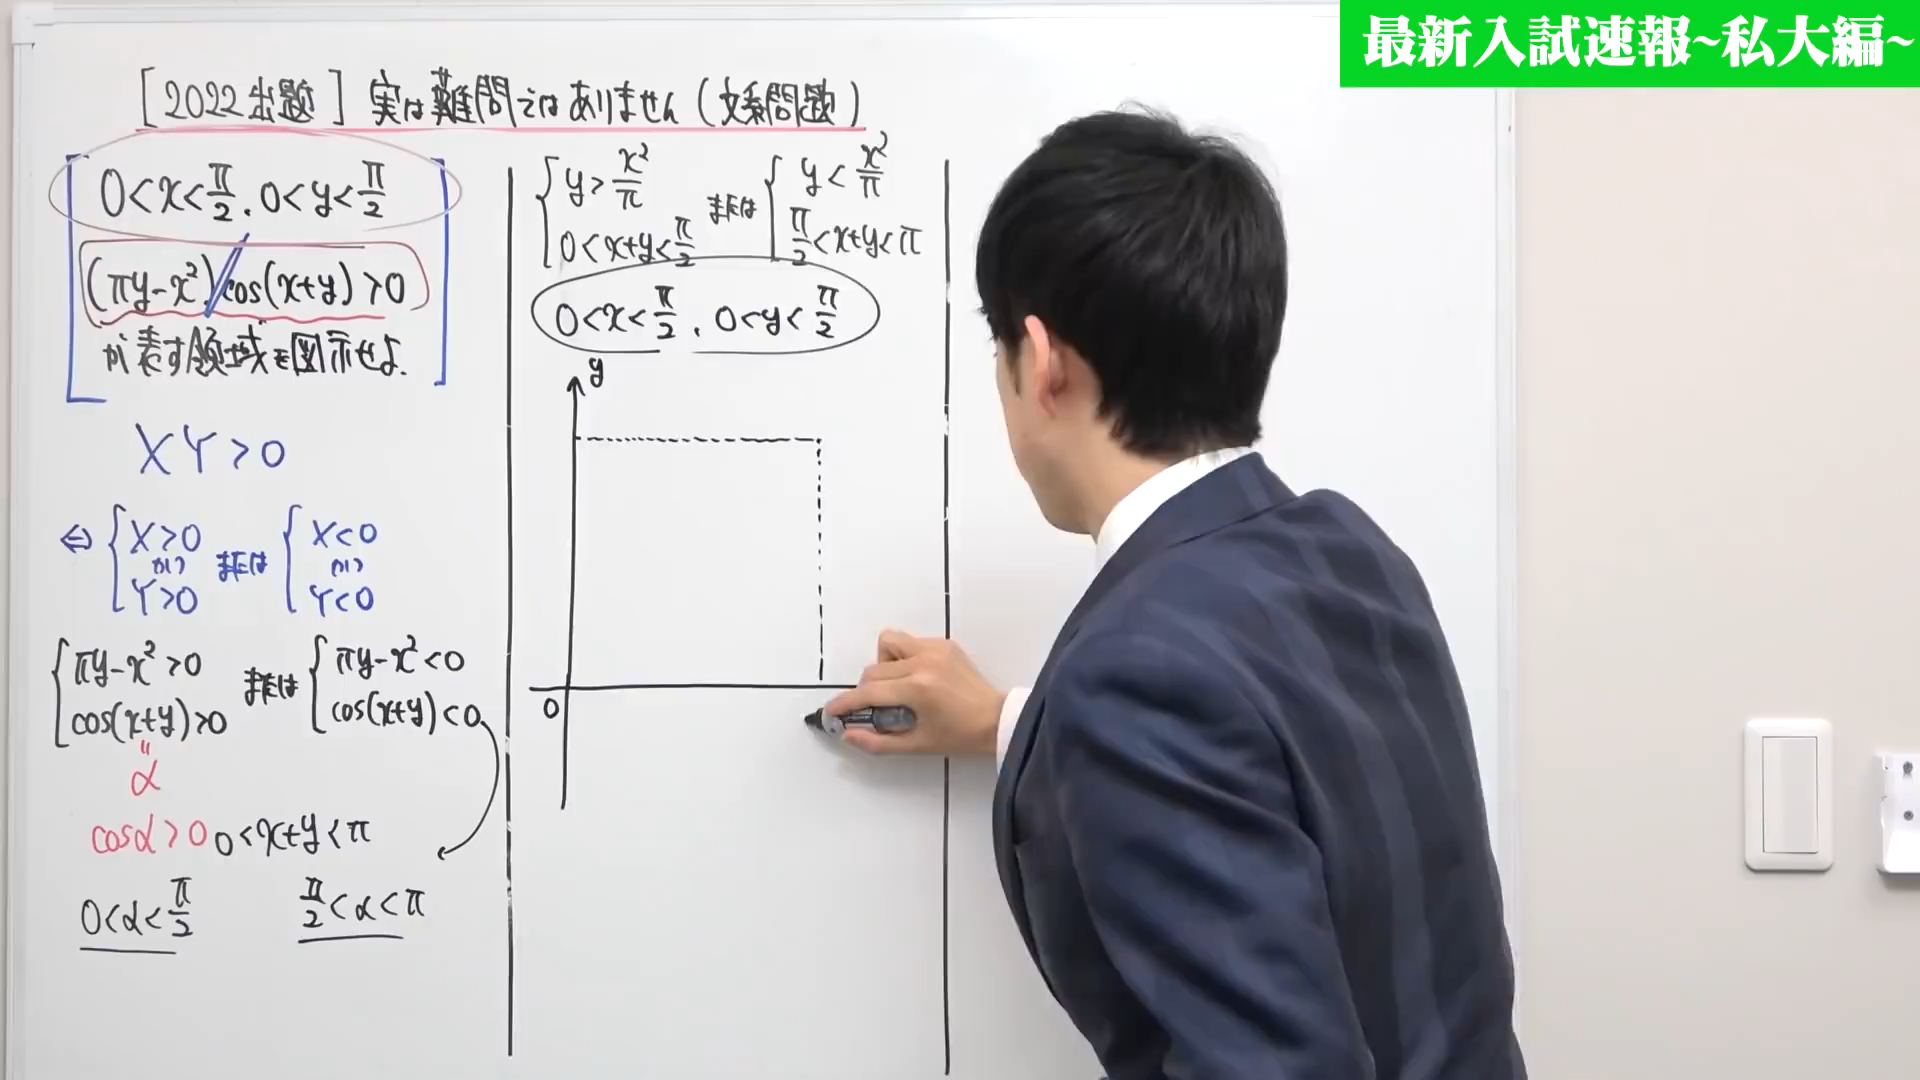 最新入試速報~私大編~
[2022出題] 実は難問ではありません(文系問題)
0<x<π/2, 0<y<π/2
(πy-x²)cos(x+y)>0
が表す領域を図示せよ.
XY>0
⇔ {X>0 かつ Y>0 または {X<0 かつ Y<0
{πy-x²>0 cos(x+y)>0 または {πy-x²<0 cos(x+y)<0
"
α
cosα>0 0<x+y<π
0<α<π/2 π/2<α<π
{y>x²/π 0<x+y<π/2 または {y<x²/π π/2<x+y<π
0<x<π/2, 0<y<π/2
y
0